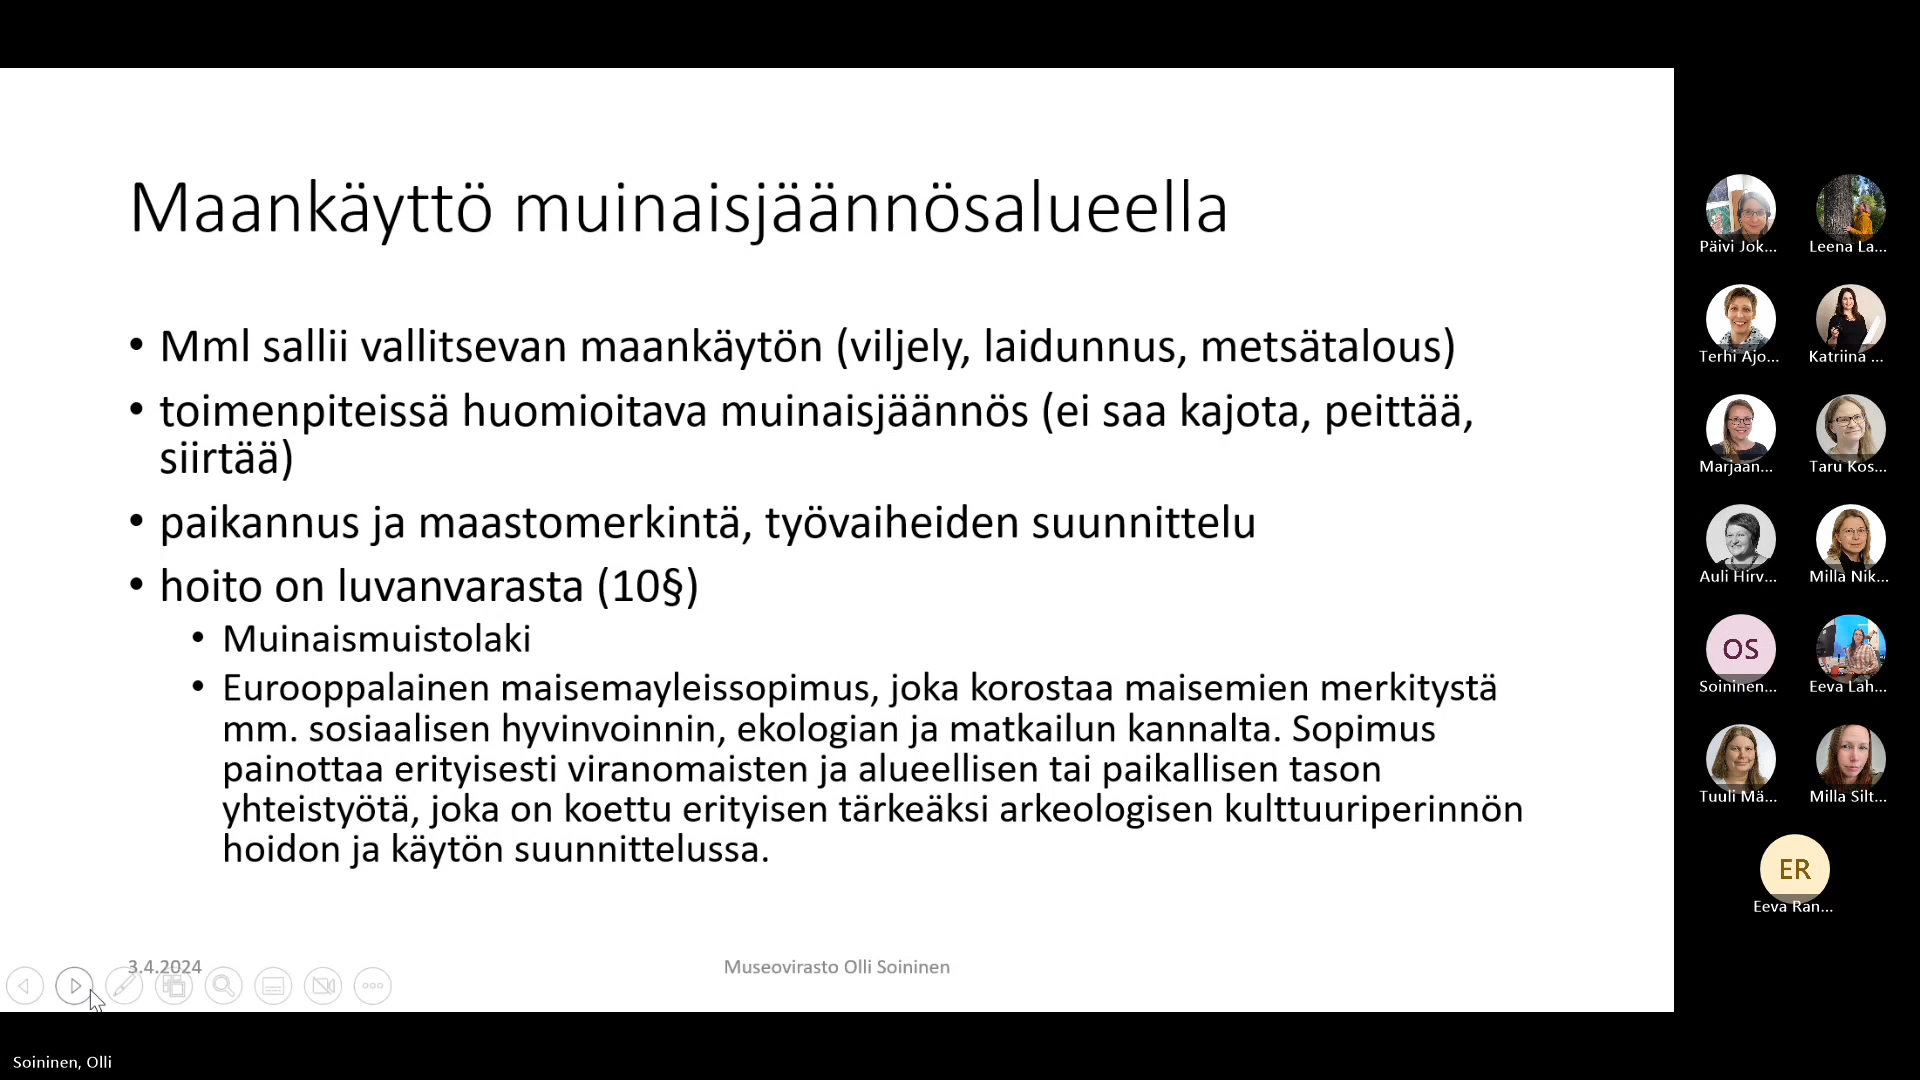 Maankäyttö muinaisjäännösalueella
• Mml sallii vallitsevan maankäytön (viljely, laidunnus, metsätalous)
• toimenpiteissä huomioitava muinaisjäännös (ei saa kajota, peittää,
siirtää)
• paikannus ja maastomerkintä, työvaiheiden suunnittelu
• hoito on luvanvarasta (10§)
• Muinaismuistolaki
• Eurooppalainen maisemayleissopimus, joka korostaa maisemien merkitystä
mm. sosiaalisen hyvinvoinnin, ekologian ja matkailun kannalta. Sopimus
painottaa erityisesti viranomaisten ja alueellisen tai paikallisen tason
yhteistyötä, joka on koettu erityisen tärkeäksi arkeologisen kulttuuriperinnön
hoidon ja käytön suunnittelussa.
3.4.2024
Museovirasto Olli Soininen
Soininen, Olli
Päivi Jok...
Leena La...
Terhi Ajo...
Katriina ...
Marjaan...
Taru Kos...
Auli Hirv...
Milla Nik...
OS
Soininen...
Eeva Läh...
Tuuli Mä...
Milla Silt...
ER
Eeva Ran...